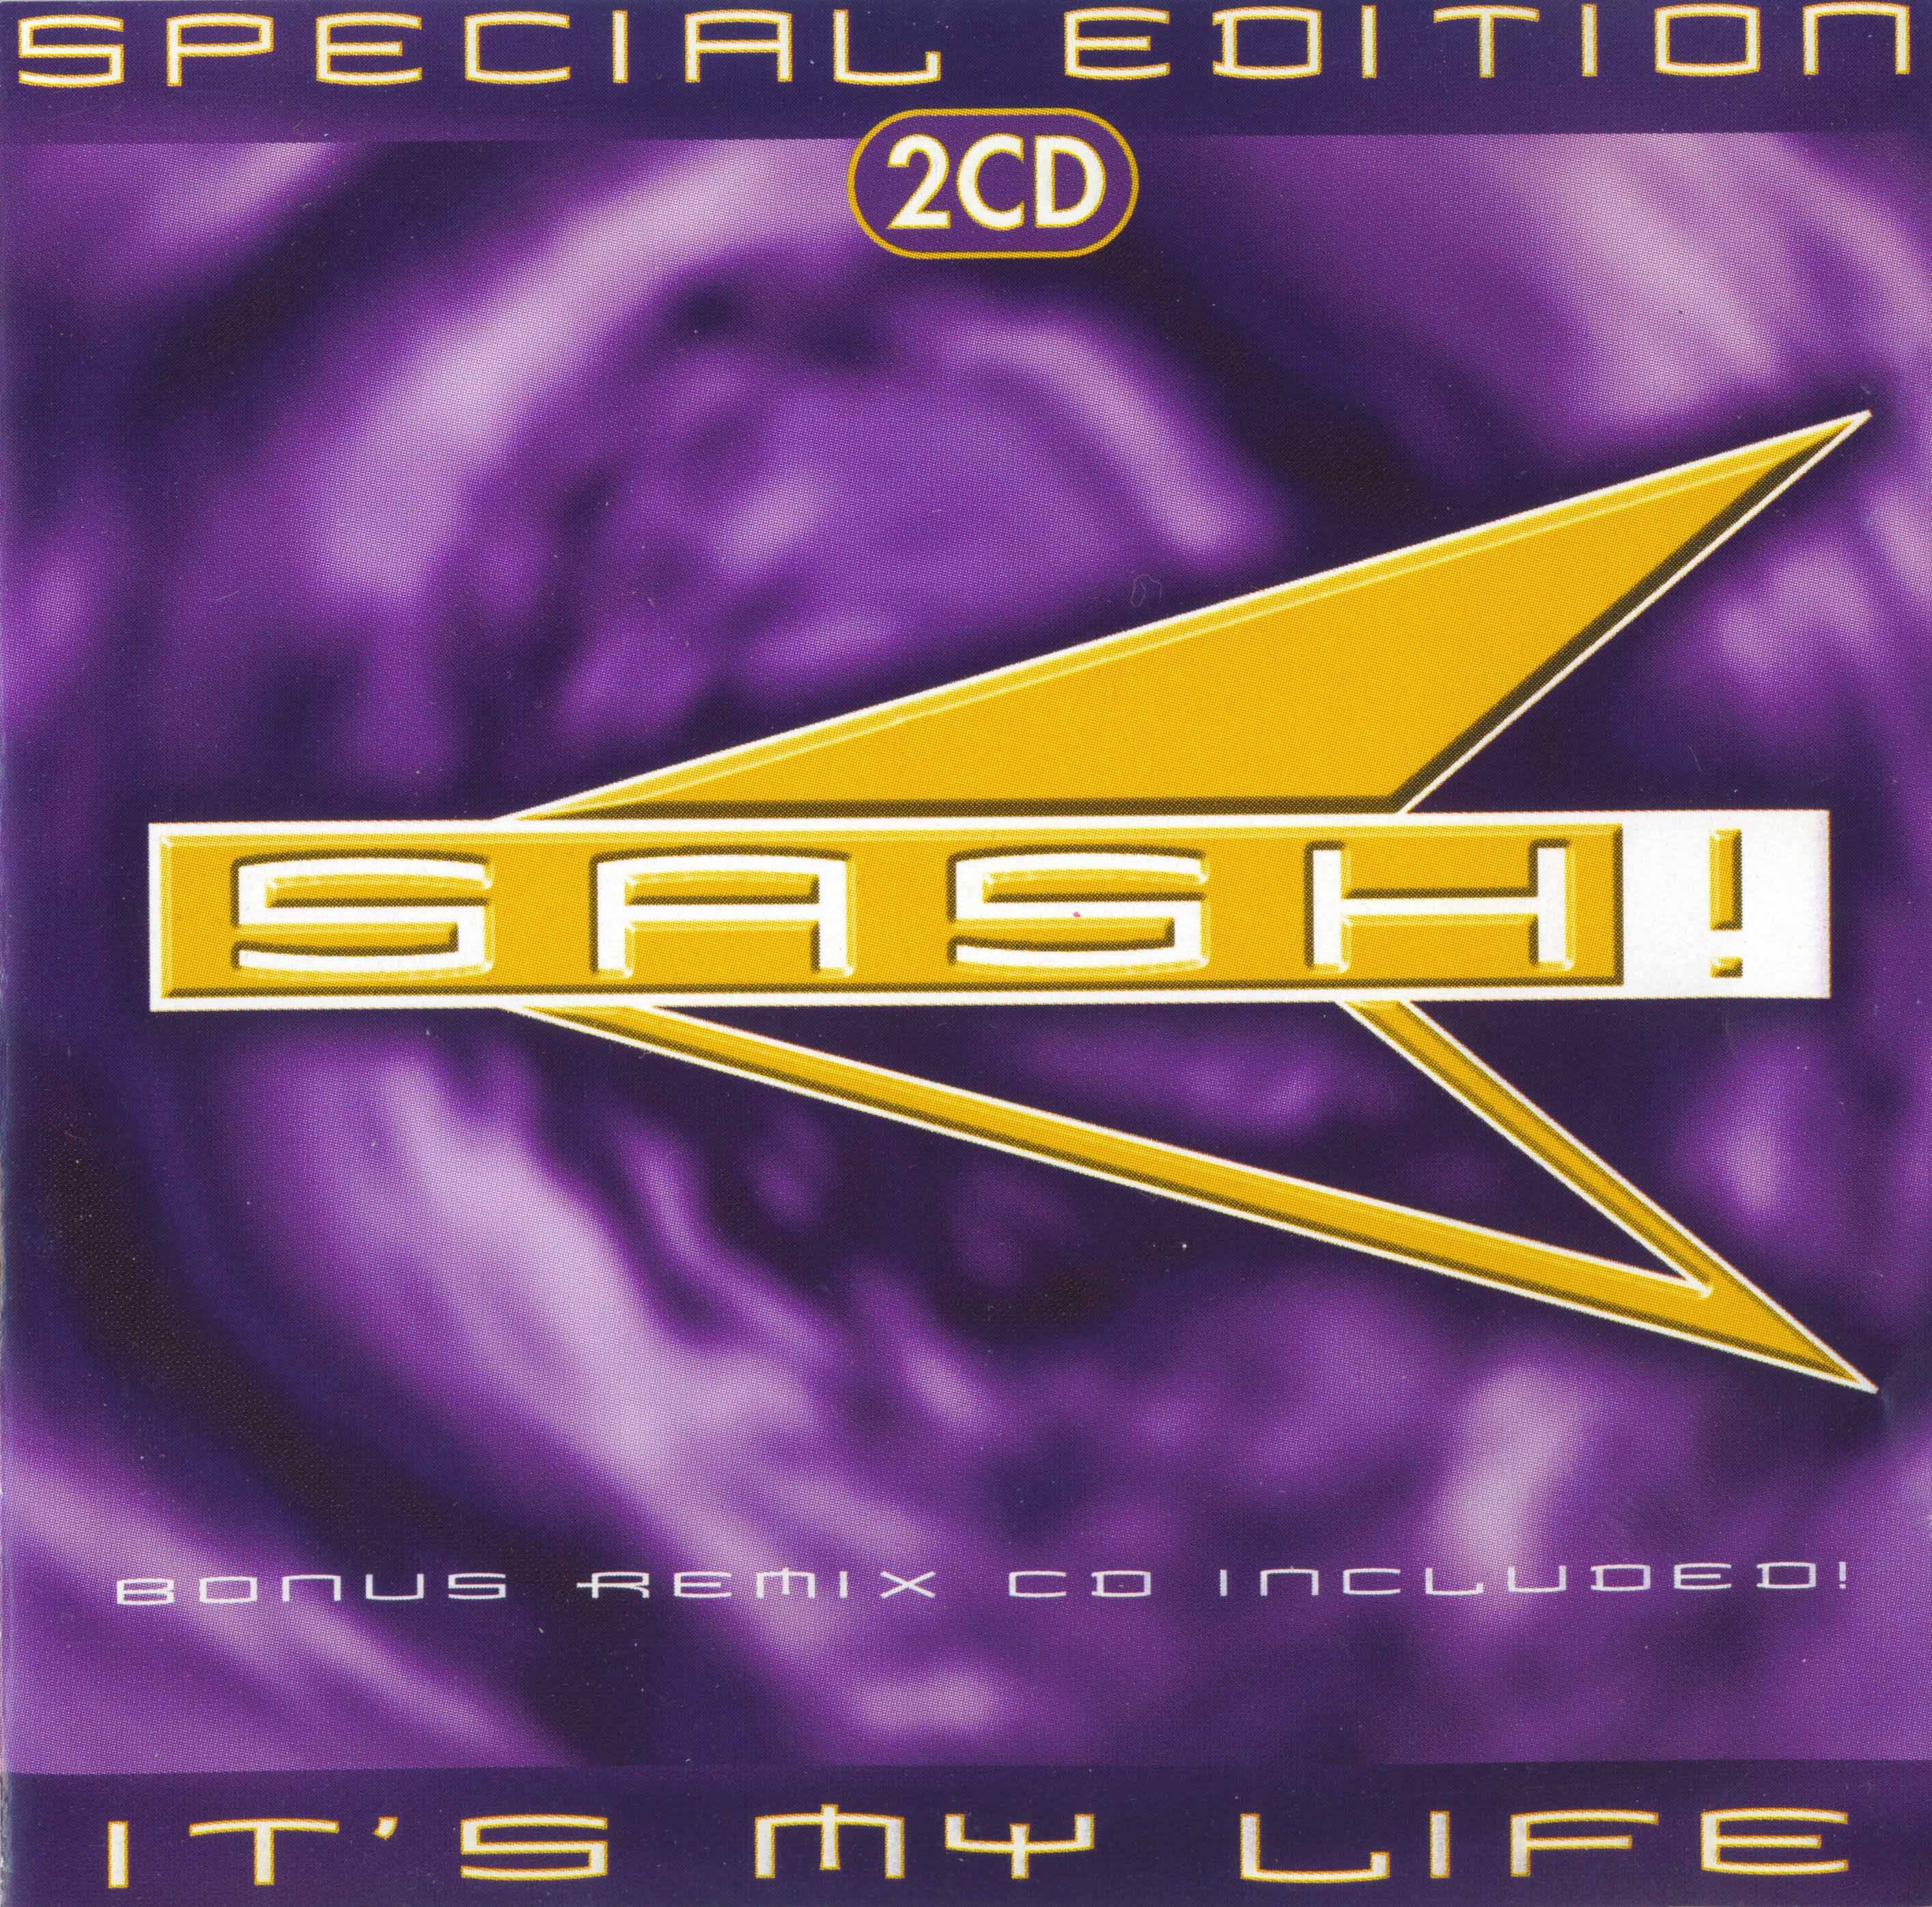 SPECIAL EDITION
2CD
SASH!
BONUS REMIX CD INCLUDED!
IT'S MY LIFE